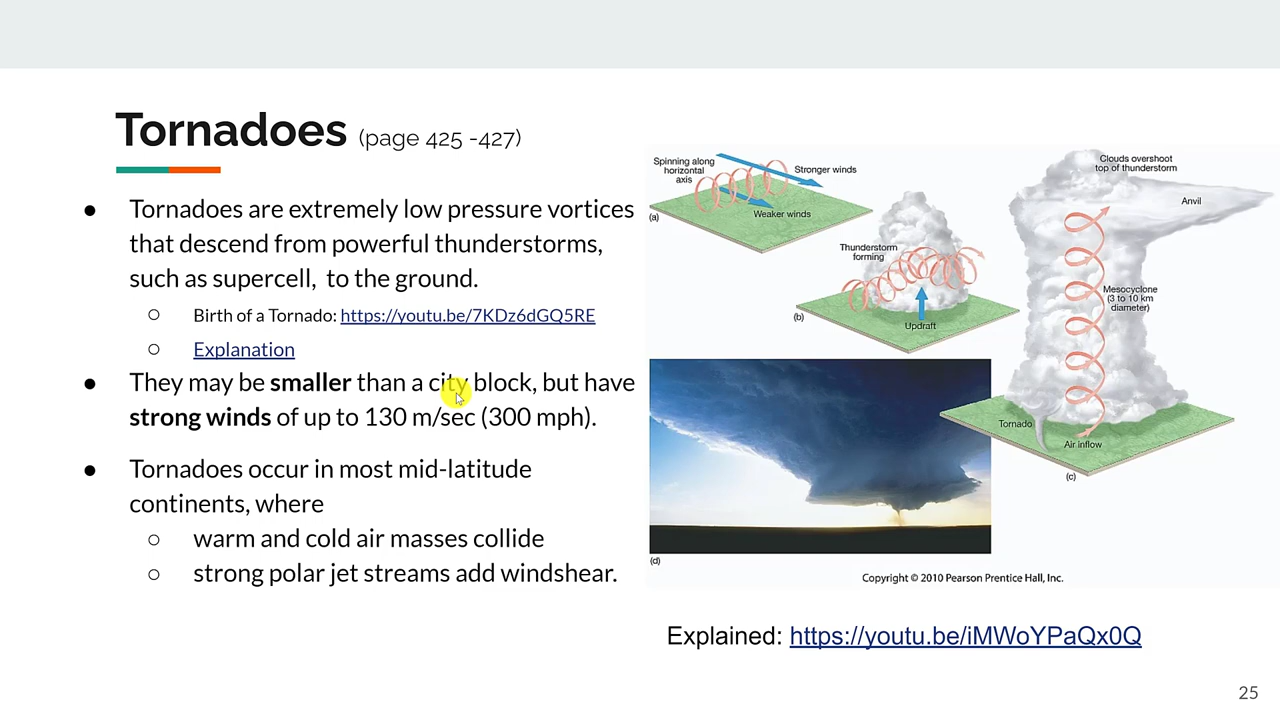 Tornadoes (page 425 -427)
● Tornadoes are extremely low pressure vortices
that descend from powerful thunderstorms,
such as supercell, to the ground.
○ Birth of a Tornado: https://youtu.be/7KDz6dGQ5RE
○ Explanation
● They may be smaller than a city block, but have
strong winds of up to 130 m/sec (300 mph).
● Tornadoes occur in most mid-latitude
continents, where
○ warm and cold air masses collide
○ strong polar jet streams add windshear.
Spinning along
horizontal
axis
Stronger winds
Weaker winds
(a)
Thunderstorm
forming
Updraft
(b)
Clouds overshoot
top of thunderstorm
Anvil
Mesocyclone
(3 to 10 km
diameter)
Tornado
Air inflow
(c)
(d)
Copyright © 2010 Pearson Prentice Hall, Inc.
Explained: https://youtu.be/iMWoYPaQx0Q
25